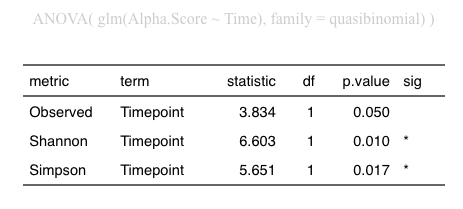 ANOVA( glm(Alpha.Score ~ Time), family = quasibinomial) )
metric term statistic df p.value sig
Observed Timepoint 3.834 1 0.050
Shannon Timepoint 6.603 1 0.010 *
Simpson Timepoint 5.651 1 0.017 *